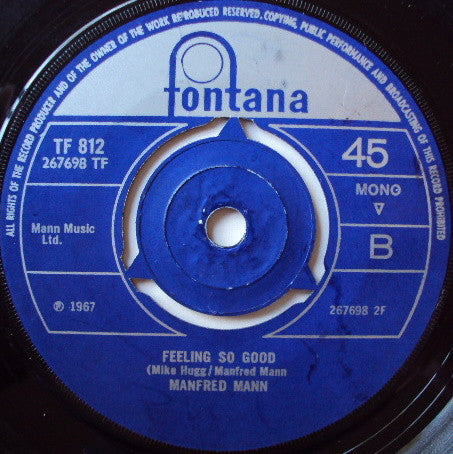 ALL RIGHTS OF THE RECORD PRODUCER AND OF THE OWNER OF THE WORK REPRODUCED RESERVED. COPYING, PUBLIC PERFORMANCE AND BROADCASTING OF THIS RECORD PROHIBITED
fontana
TF 812
267698 TF
45
MONO
B
Mann Music
Ltd.
℗ 1967
267698 2F
FEELING SO GOOD
(Mike Hugg/Manfred Mann
MANFRED MANN